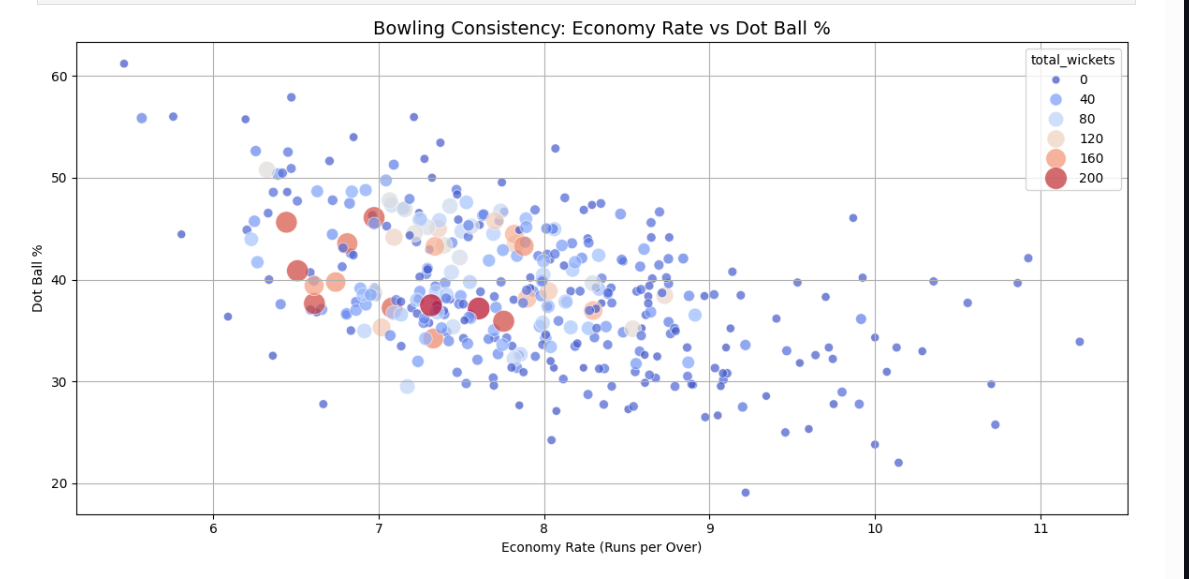 Bowling Consistency: Economy Rate vs Dot Ball %
total_wickets
0
40
80
120
160
200
60
50
40
30
20
Dot Ball %
6 7 8 9 10 11
Economy Rate (Runs per Over)